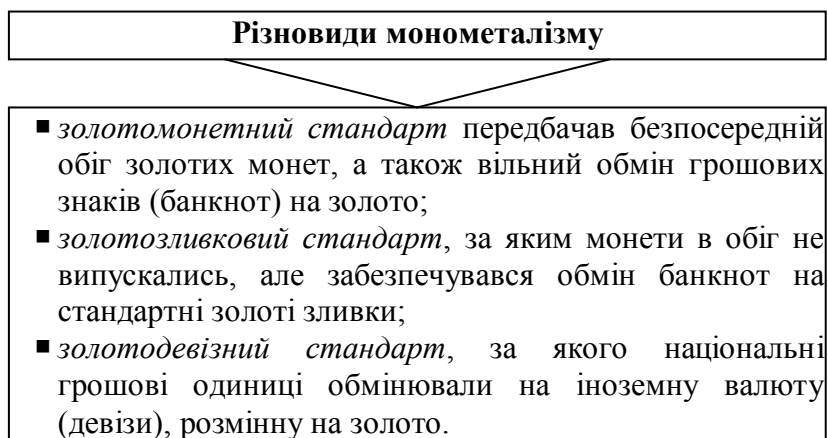 Різновиди монометалізму
▪ золотомонетний стандарт передбачав безпосередній
обіг золотих монет, а також вільний обмін грошових
знаків (банкнот) на золото;
▪ золотозливковий стандарт, за яким монети в обіг не
випускались, але забезпечувався обмін банкнот на
стандартні золоті зливки;
▪ золотодевізний стандарт, за якого національні
грошові одиниці обмінювали на іноземну валюту
(девізи), розмінну на золото.